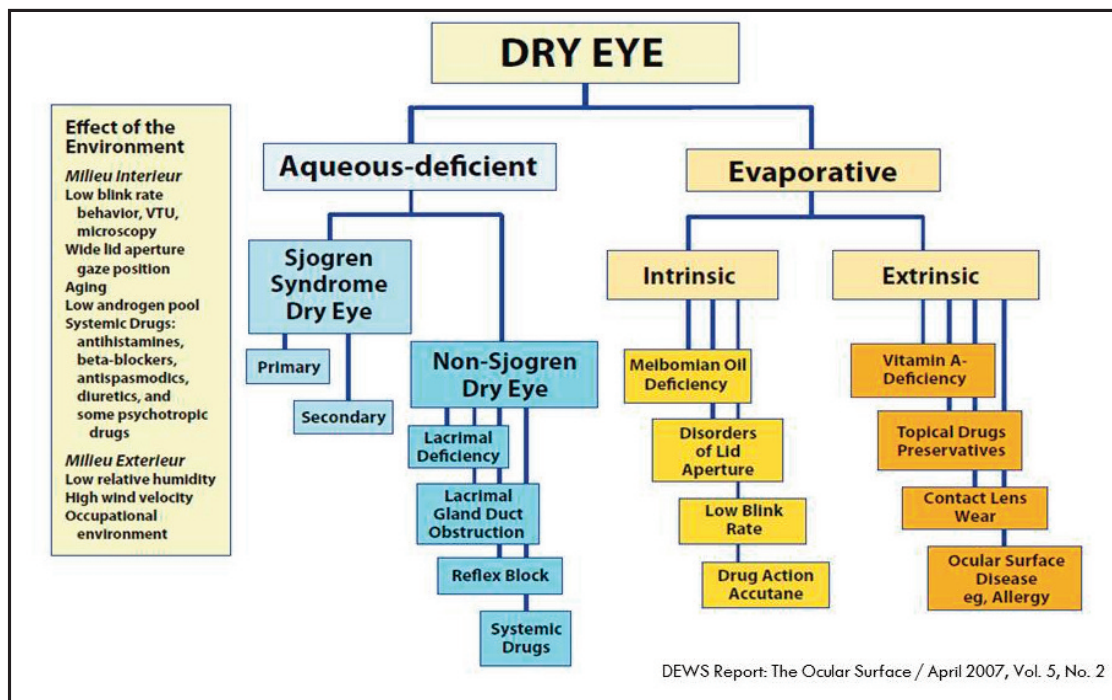 DRY EYE
Effect of the
Environment
Milieu Interieur
Low blink rate
behavior, VTU,
microscopy
Wide lid aperture
gaze position
Aging
Low androgen pool
Systemic Drugs:
antihistamines,
beta-blockers,
antispasmodics,
diuretics, and
some psychotropic
drugs
Milieu Exterieur
Low relative humidity
High wind velocity
Occupational
environment
Aqueous-deficient
Sjogren
Syndrome
Dry Eye
Primary
Secondary
Non-Sjogren
Dry Eye
Lacrimal
Deficiency
Lacrimal
Gland Duct
Obstruction
Reflex Block
Systemic
Drugs
Evaporative
Intrinsic
Meibomian Oil
Deficiency
Disorders
of Lid
Aperture
Low Blink
Rate
Drug Action
Accutane
Extrinsic
Vitamin A-
Deficiency
Topical Drugs
Preservatives
Contact Lens
Wear
Ocular Surface
Disease
eg, Allergy
DEWS Report: The Ocular Surface / April 2007, Vol. 5, No. 2